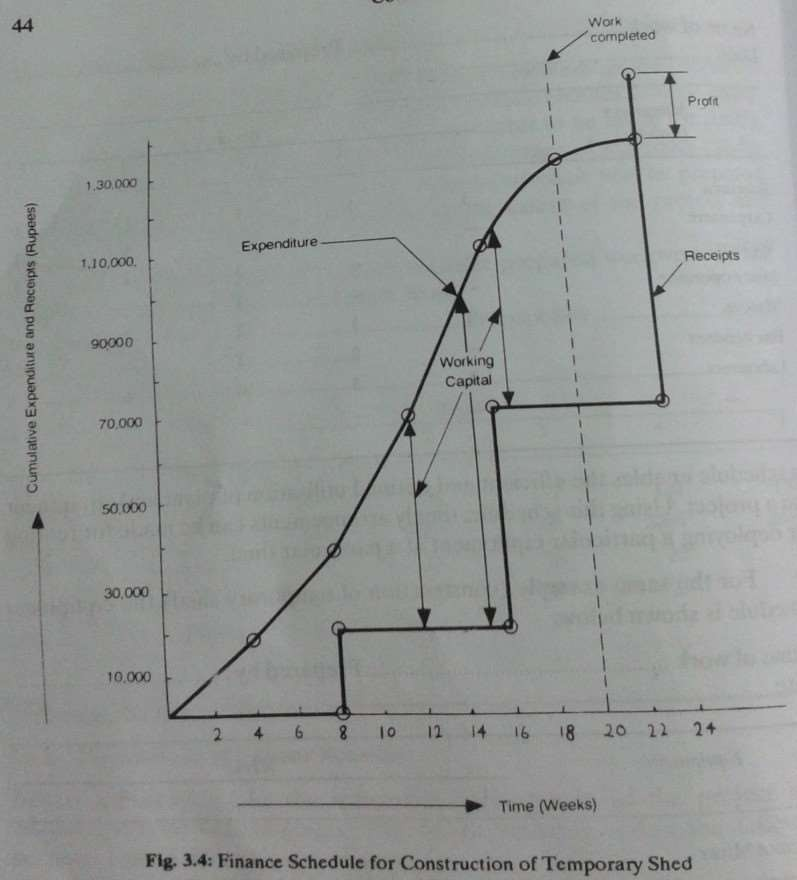 44
Work
completed
Profit
1,30,000
Expenditure
1,10,000.
Receipts
90000
Working
Capital
70,000
50,000
30,000
10,000
Cumulative Expenditure and Receipts (Rupees)
2 4 6 8 10 12 14 16 18 20 22 24
Time (Weeks)
Fig. 3.4: Finance Schedule for Construction of Temporary Shed